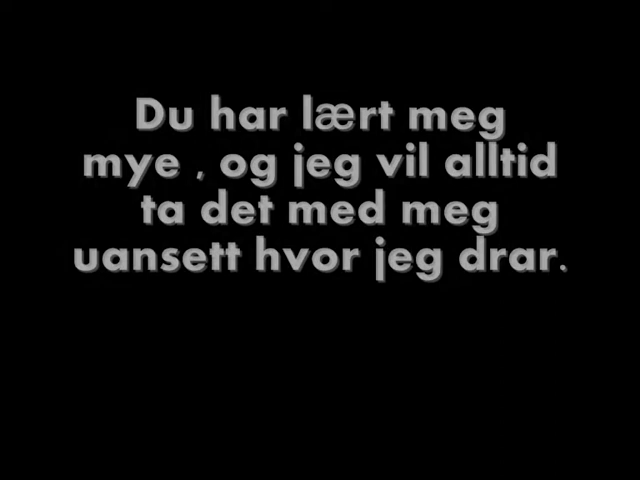 Du har lært meg
mye , og jeg vil alltid
ta det med meg
uansett hvor jeg drar.